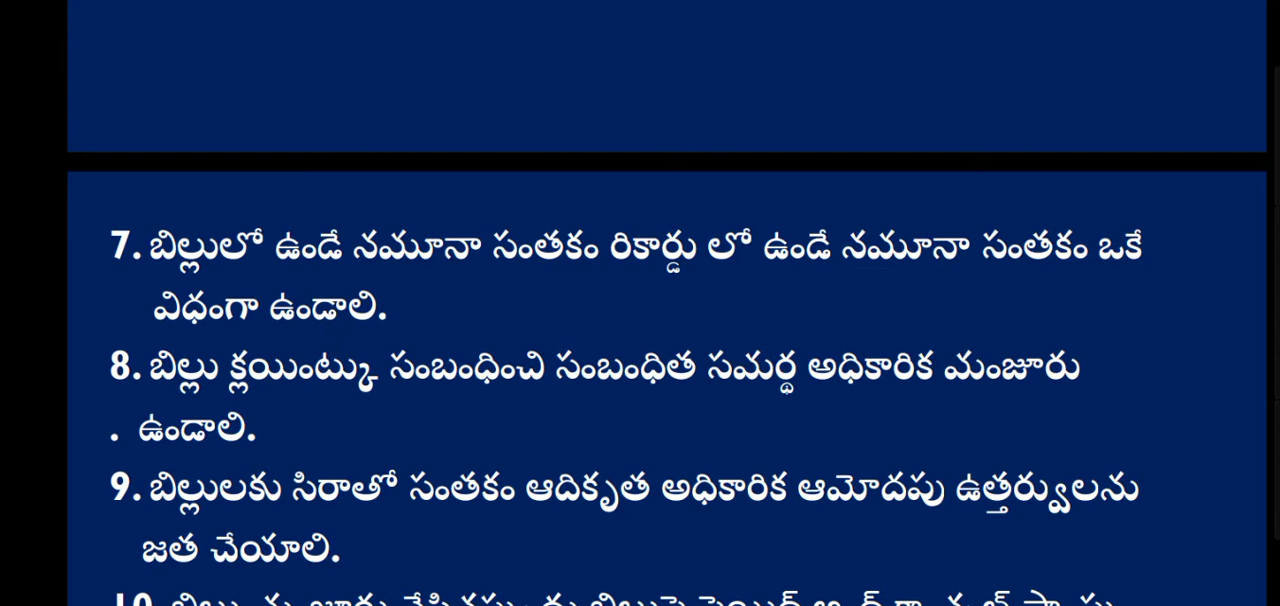 7. బిల్లులో ఉండే నమూనా సంతకం రికార్డు లో ఉండే నమూనా సంతకం ఒకే
విధంగా ఉండాలి.
8. బిల్లు క్లయింట్కు సంబంధించి సంబంధిత సమర్థ అధికారిక మంజూరు
. ఉండాలి.
9. బిల్లులకు సిరాతో సంతకం ఆదికృత అధికారిక ఆమోదపు ఉత్తర్వులను
జత చేయాలి.
10.